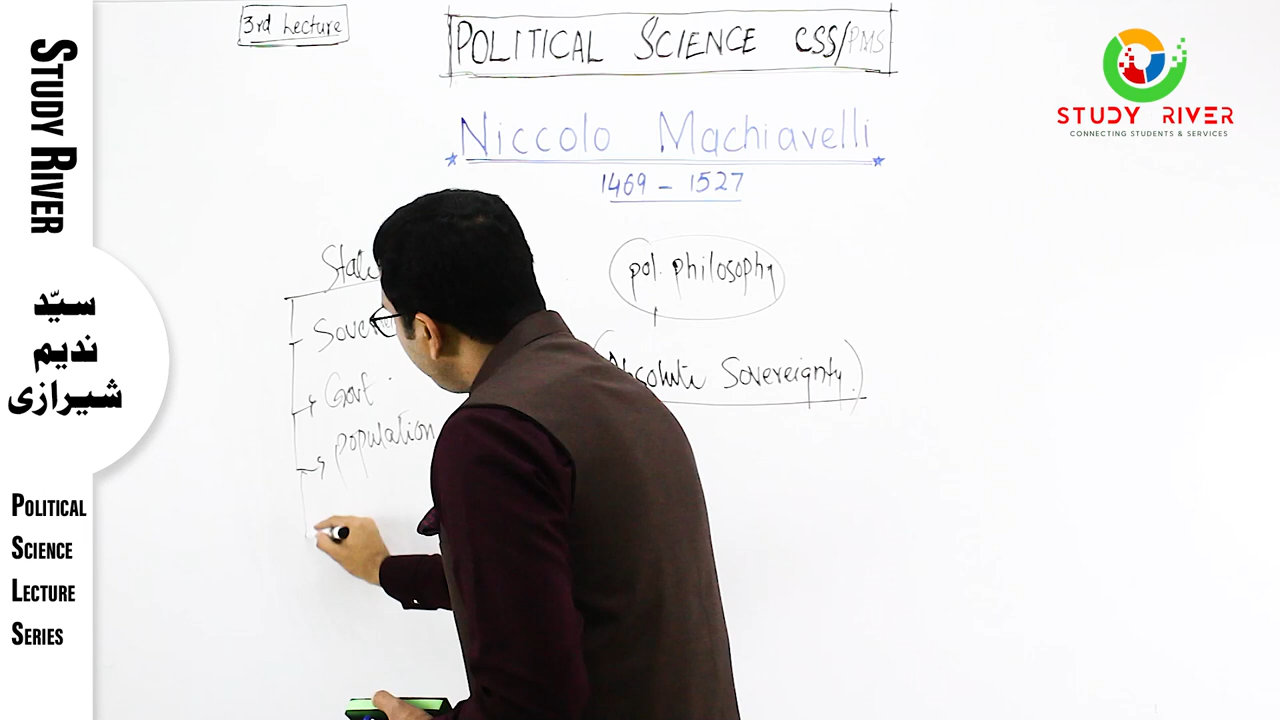 STUDY RIVER
سیّد
ندیم
شیرازی
POLITICAL
SCIENCE
LECTURE
SERIES
3rd Lecture
POLITICAL SCIENCE CSS/PMS
Niccolo Machiavelli
1469 - 1527
pol. philosophy
Absolute Sovereignty.
Govt
population
STUDY RIVER
CONNECTING STUDENTS & SERVICES